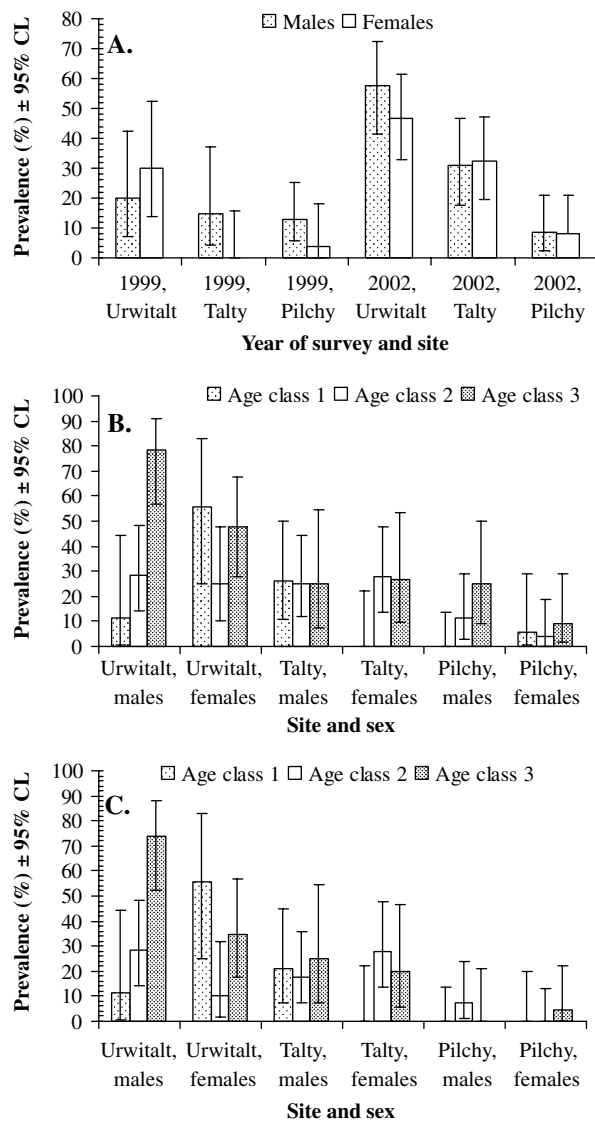 A.
Males Females
Prevalence (%) ± 95% CL
80
70
60
50
40
30
20
10
0
1999, 1999, 1999, 2002, 2002, 2002,
Urwitalt Talty Pilchy Urwitalt Talty Pilchy
Year of survey and site
B.
Age class 1 Age class 2 Age class 3
Prevalence (%) ± 95% CL
100
90
80
70
60
50
40
30
20
10
0
Urwitalt, Urwitalt, Talty, Talty, Pilchy, Pilchy,
males females males females males females
Site and sex
C.
Age class 1 Age class 2 Age class 3
Prevalence (%) ± 95% CL
100
90
80
70
60
50
40
30
20
10
0
Urwitalt, Urwitalt, Talty, Talty, Pilchy, Pilchy,
males females males females males females
Site and sex